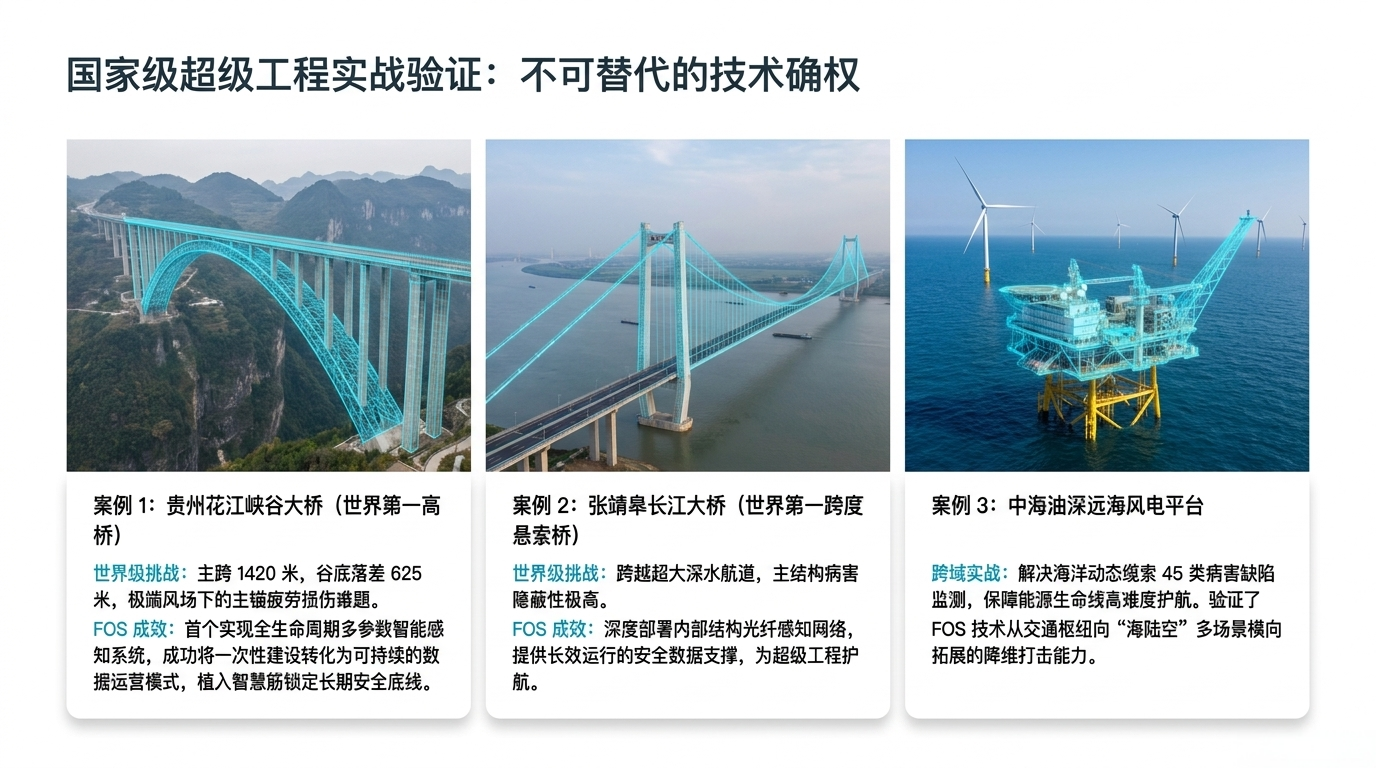 国家级超级工程实战验证：不可替代的技术确权
案例 1：贵州花江峡谷大桥（世界第一高
桥）
世界级挑战：主跨 1420 米，谷底落差 625
米，极端风场下的主锚疲劳损伤难题。
FOS 成效：首个实现全生命周期多参数智能感
知系统，成功将一次性建设转化为可持续的数
据运营模式，植入智慧筋锁定长期安全底线。
案例 2：张靖皋长江大桥（世界第一跨度
悬索桥）
世界级挑战：跨越超大深水航道，主结构病害
隐蔽性极高。
FOS 成效：深度部署内部结构光纤感知网络，
提供长效运行的安全数据支撑，为超级工程护
航。
案例 3：中海油深远海风电平台
跨域实战：解决海洋动态缆索 45 类病害缺陷
监测，保障能源生命线高难度护航。验证了
FOS 技术从交通枢纽向“海陆空”多场景横向
拓展的降维打击能力。